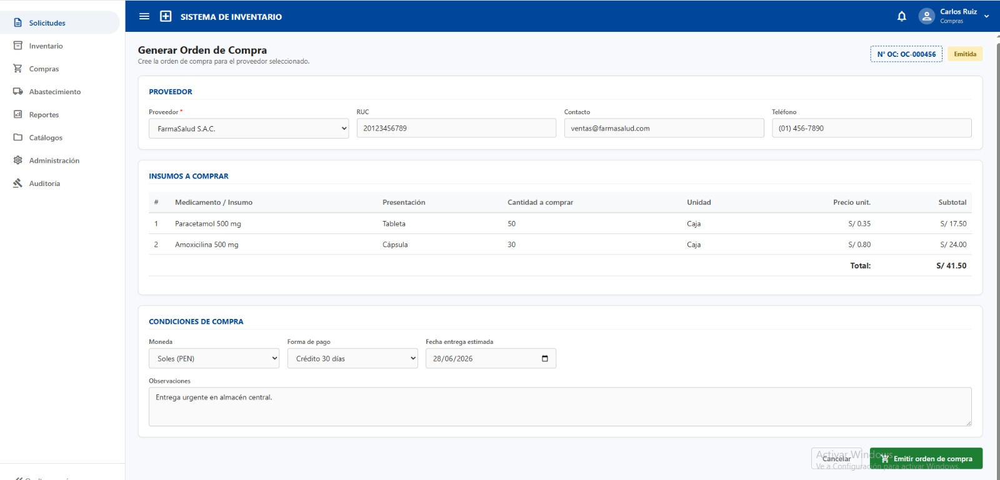 SISTEMA DE INVENTARIO
Carlos Ruiz
Compras
Solicitudes
Inventario
Compras
Abastecimiento
Reportes
Catálogos
Administración
Auditoría
Generar Orden de Compra
Cree la orden de compra para el proveedor seleccionado.
N° OC: OC-000456
Emitida
PROVEEDOR
Proveedor * RUC Contacto Teléfono
FarmaSalud S.A.C. 20123456789 ventas@farmasalud.com (01) 456-7890
INSUMOS A COMPRAR
# Medicamento / Insumo Presentación Cantidad a comprar Unidad Precio unit. Subtotal
1 Paracetamol 500 mg Tableta 50 Caja S/ 0.35 S/ 17.50
2 Amoxicilina 500 mg Cápsula 30 Caja S/ 0.80 S/ 24.00
Total: S/ 41.50
CONDICIONES DE COMPRA
Moneda Forma de pago Fecha entrega estimada
Soles (PEN) Crédito 30 días 28/06/2026
Observaciones
Entrega urgente en almacén central.
Cancelar Emitir orden de compra
Activar Windows
Ve a Configuración para activar Windows.